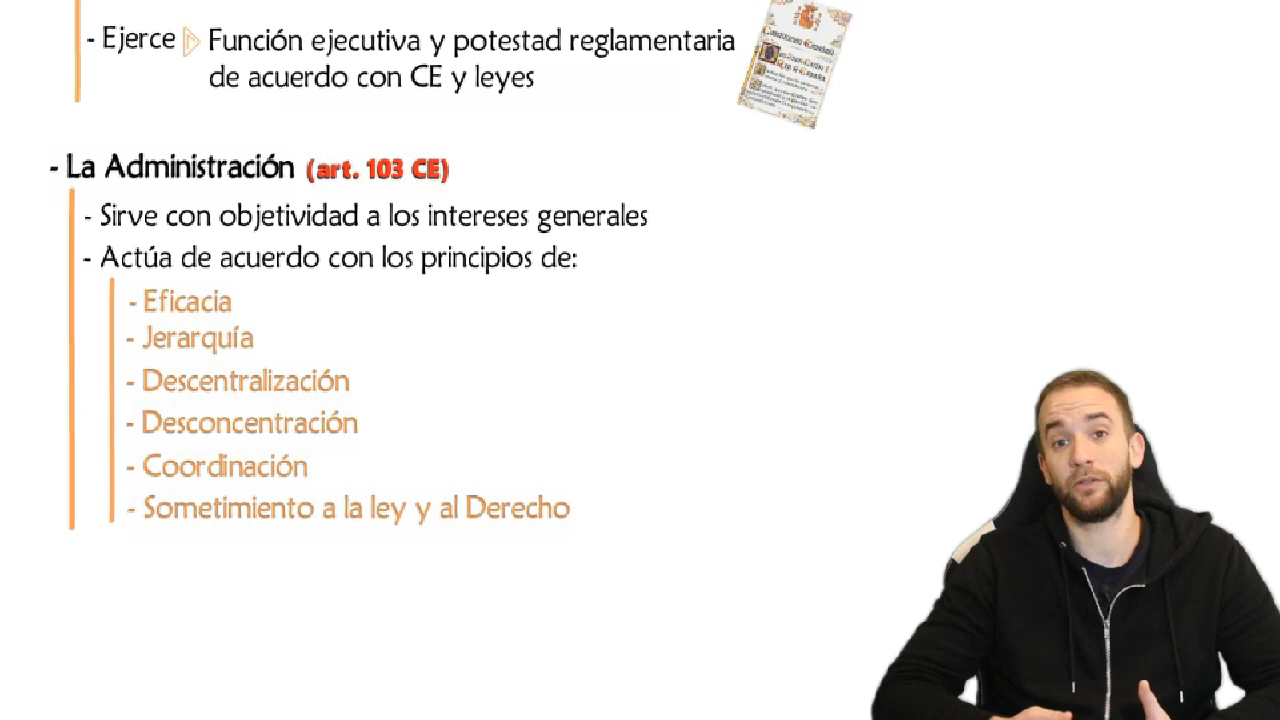 - Ejerce Función ejecutiva y potestad reglamentaria
de acuerdo con CE y leyes
- La Administración (art. 103 CE)
- Sirve con objetividad a los intereses generales
- Actúa de acuerdo con los principios de:
- Eficacia
- Jerarquía
- Descentralización
- Desconcentración
- Coordinación
- Sometimiento a la ley y al Derecho